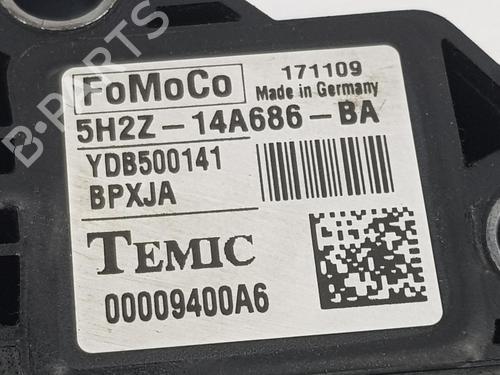 B-PARTS
FoMoCo 171109
Made in Germany
5H2Z-14A686-BA
YDB500141
BPXJA
TEMIC
00009400A6